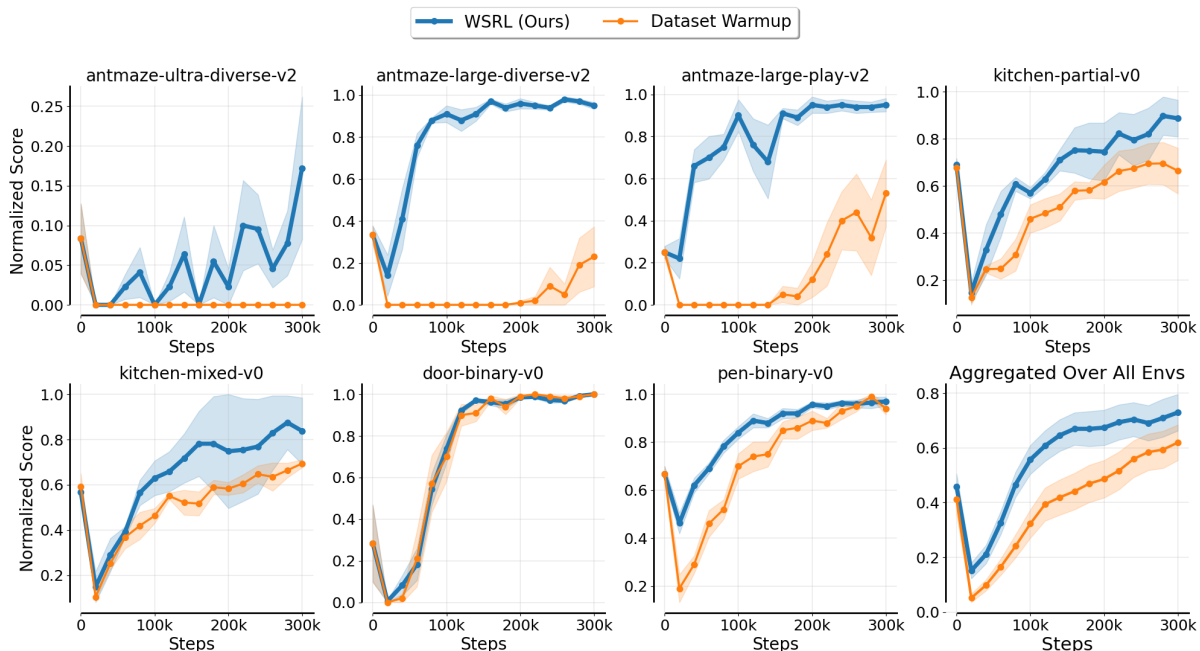 WSRL (Ours) Dataset Warmup
antmaze-ultra-diverse-v2
Normalized Score
0.25
0.20
0.15
0.10
0.05
0.00
0 100k 200k 300k
Steps
antmaze-large-diverse-v2
1.0
0.8
0.6
0.4
0.2
0.0
0 100k 200k 300k
Steps
antmaze-large-play-v2
1.0
0.8
0.6
0.4
0.2
0.0
0 100k 200k 300k
Steps
kitchen-partial-v0
1.0
0.8
0.6
0.4
0.2
0 100k 200k 300k
Steps
kitchen-mixed-v0
Normalized Score
1.0
0.8
0.6
0.4
0.2
0 100k 200k 300k
Steps
door-binary-v0
1.0
0.8
0.6
0.4
0.2
0.0
0 100k 200k 300k
Steps
pen-binary-v0
1.0
0.8
0.6
0.4
0.2
0 100k 200k 300k
Steps
Aggregated Over All Envs
0.8
0.6
0.4
0.2
0.0
0 100k 200k 300k
Steps